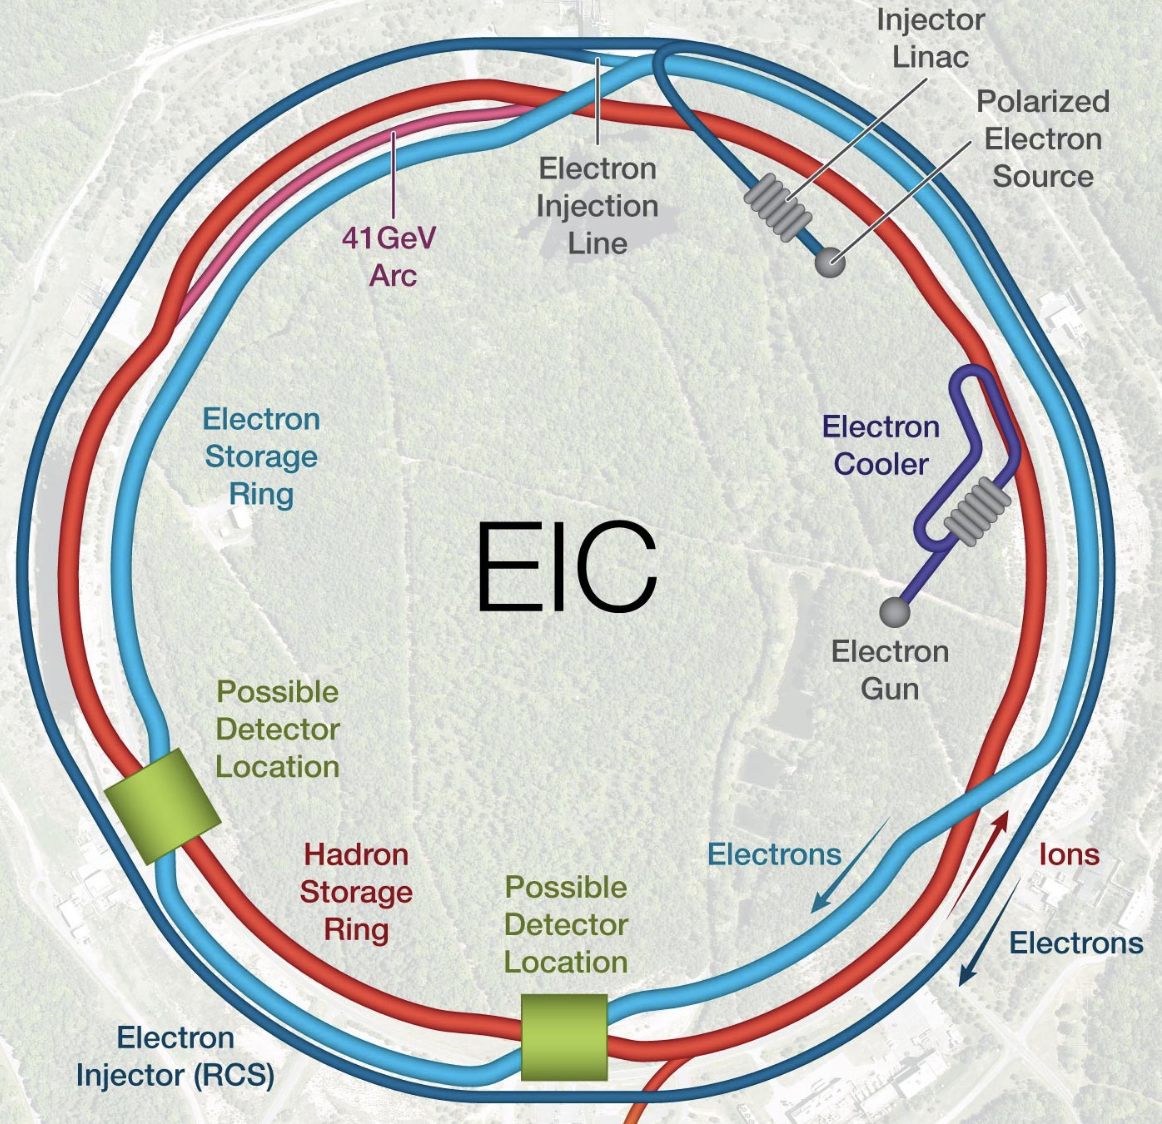 Injector
Linac
Polarized
Electron
Source
Electron
Injection
Line
41GeV
Arc
Electron
Storage
Ring
Electron
Cooler
EIC
Electron
Gun
Possible
Detector
Location
Hadron
Storage
Ring
Possible
Detector
Location
Electrons
Ions
Electrons
Electron
Injector (RCS)